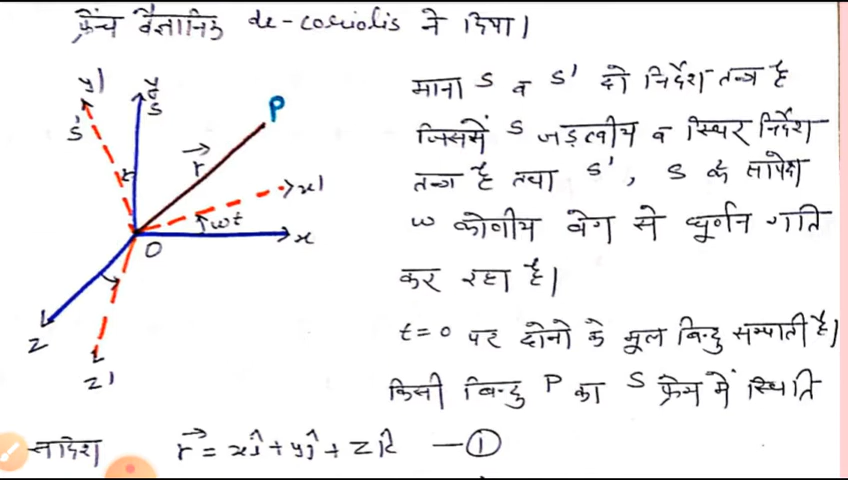 फ्रेंच वैज्ञानिक de-coriolis ने दिया।
माना S व S' दो निर्देश तन्त्र है
जिसमें S जड़त्वीय व स्थिर निर्देश
तन्त्र है तथा S', S के सापेक्ष
ω कोणीय वेग से घूर्णन गति
कर रहा है।
t=0 पर दोनो के मूल बिन्दु सम्पाती है।
किसी बिन्दु P का S फ्रेम में स्थिति
सदिश r⃗ = xî + yĵ + zk̂ —①
y'
y
S
S'
P
r⃗
x'
ωt
x
O
z
z'